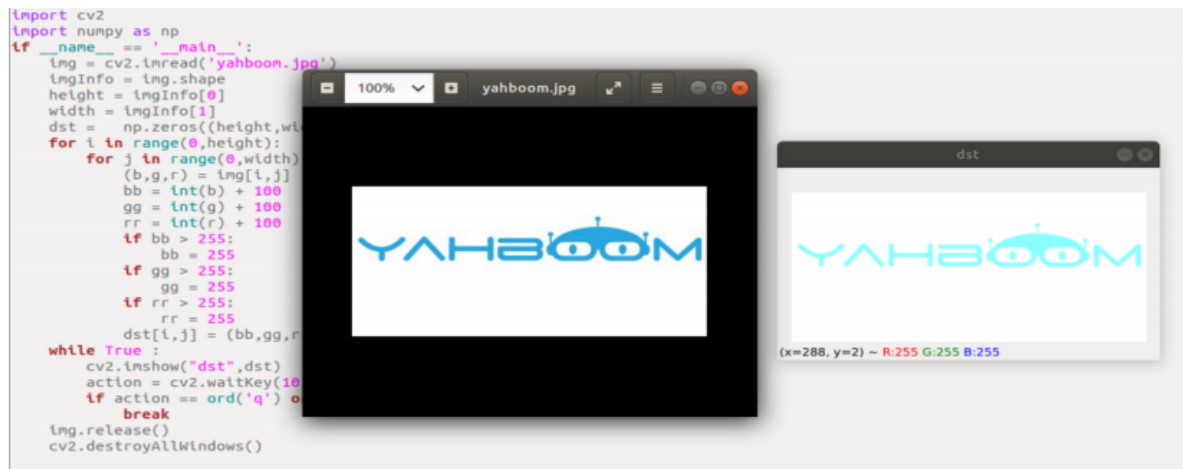 import cv2
import numpy as np
if __name__ == '__main__':
    img = cv2.imread('yahboom.jpg')
    imgInfo = img.shape
    height = imgInfo[0]
    width = imgInfo[1]
    dst =   np.zeros((height,wi
    for i in range(0,height):
        for j in range(0,width)
            (b,g,r) = img[i,j]
            bb = int(b) + 100
            gg = int(g) + 100
            rr = int(r) + 100
            if bb > 255:
                bb = 255
            if gg > 255:
                gg = 255
            if rr > 255:
                rr = 255
            dst[i,j] = (bb,gg,r
    while True :
        cv2.imshow("dst",dst)
        action = cv2.waitKey(10
        if action == ord('q') o
            break
    img.release()
    cv2.destroyAllWindows()
100%
yahboom.jpg
YAHBOOM
dst
YAHBOOM
(x=288, y=2) ~ R:255 G:255 B:255